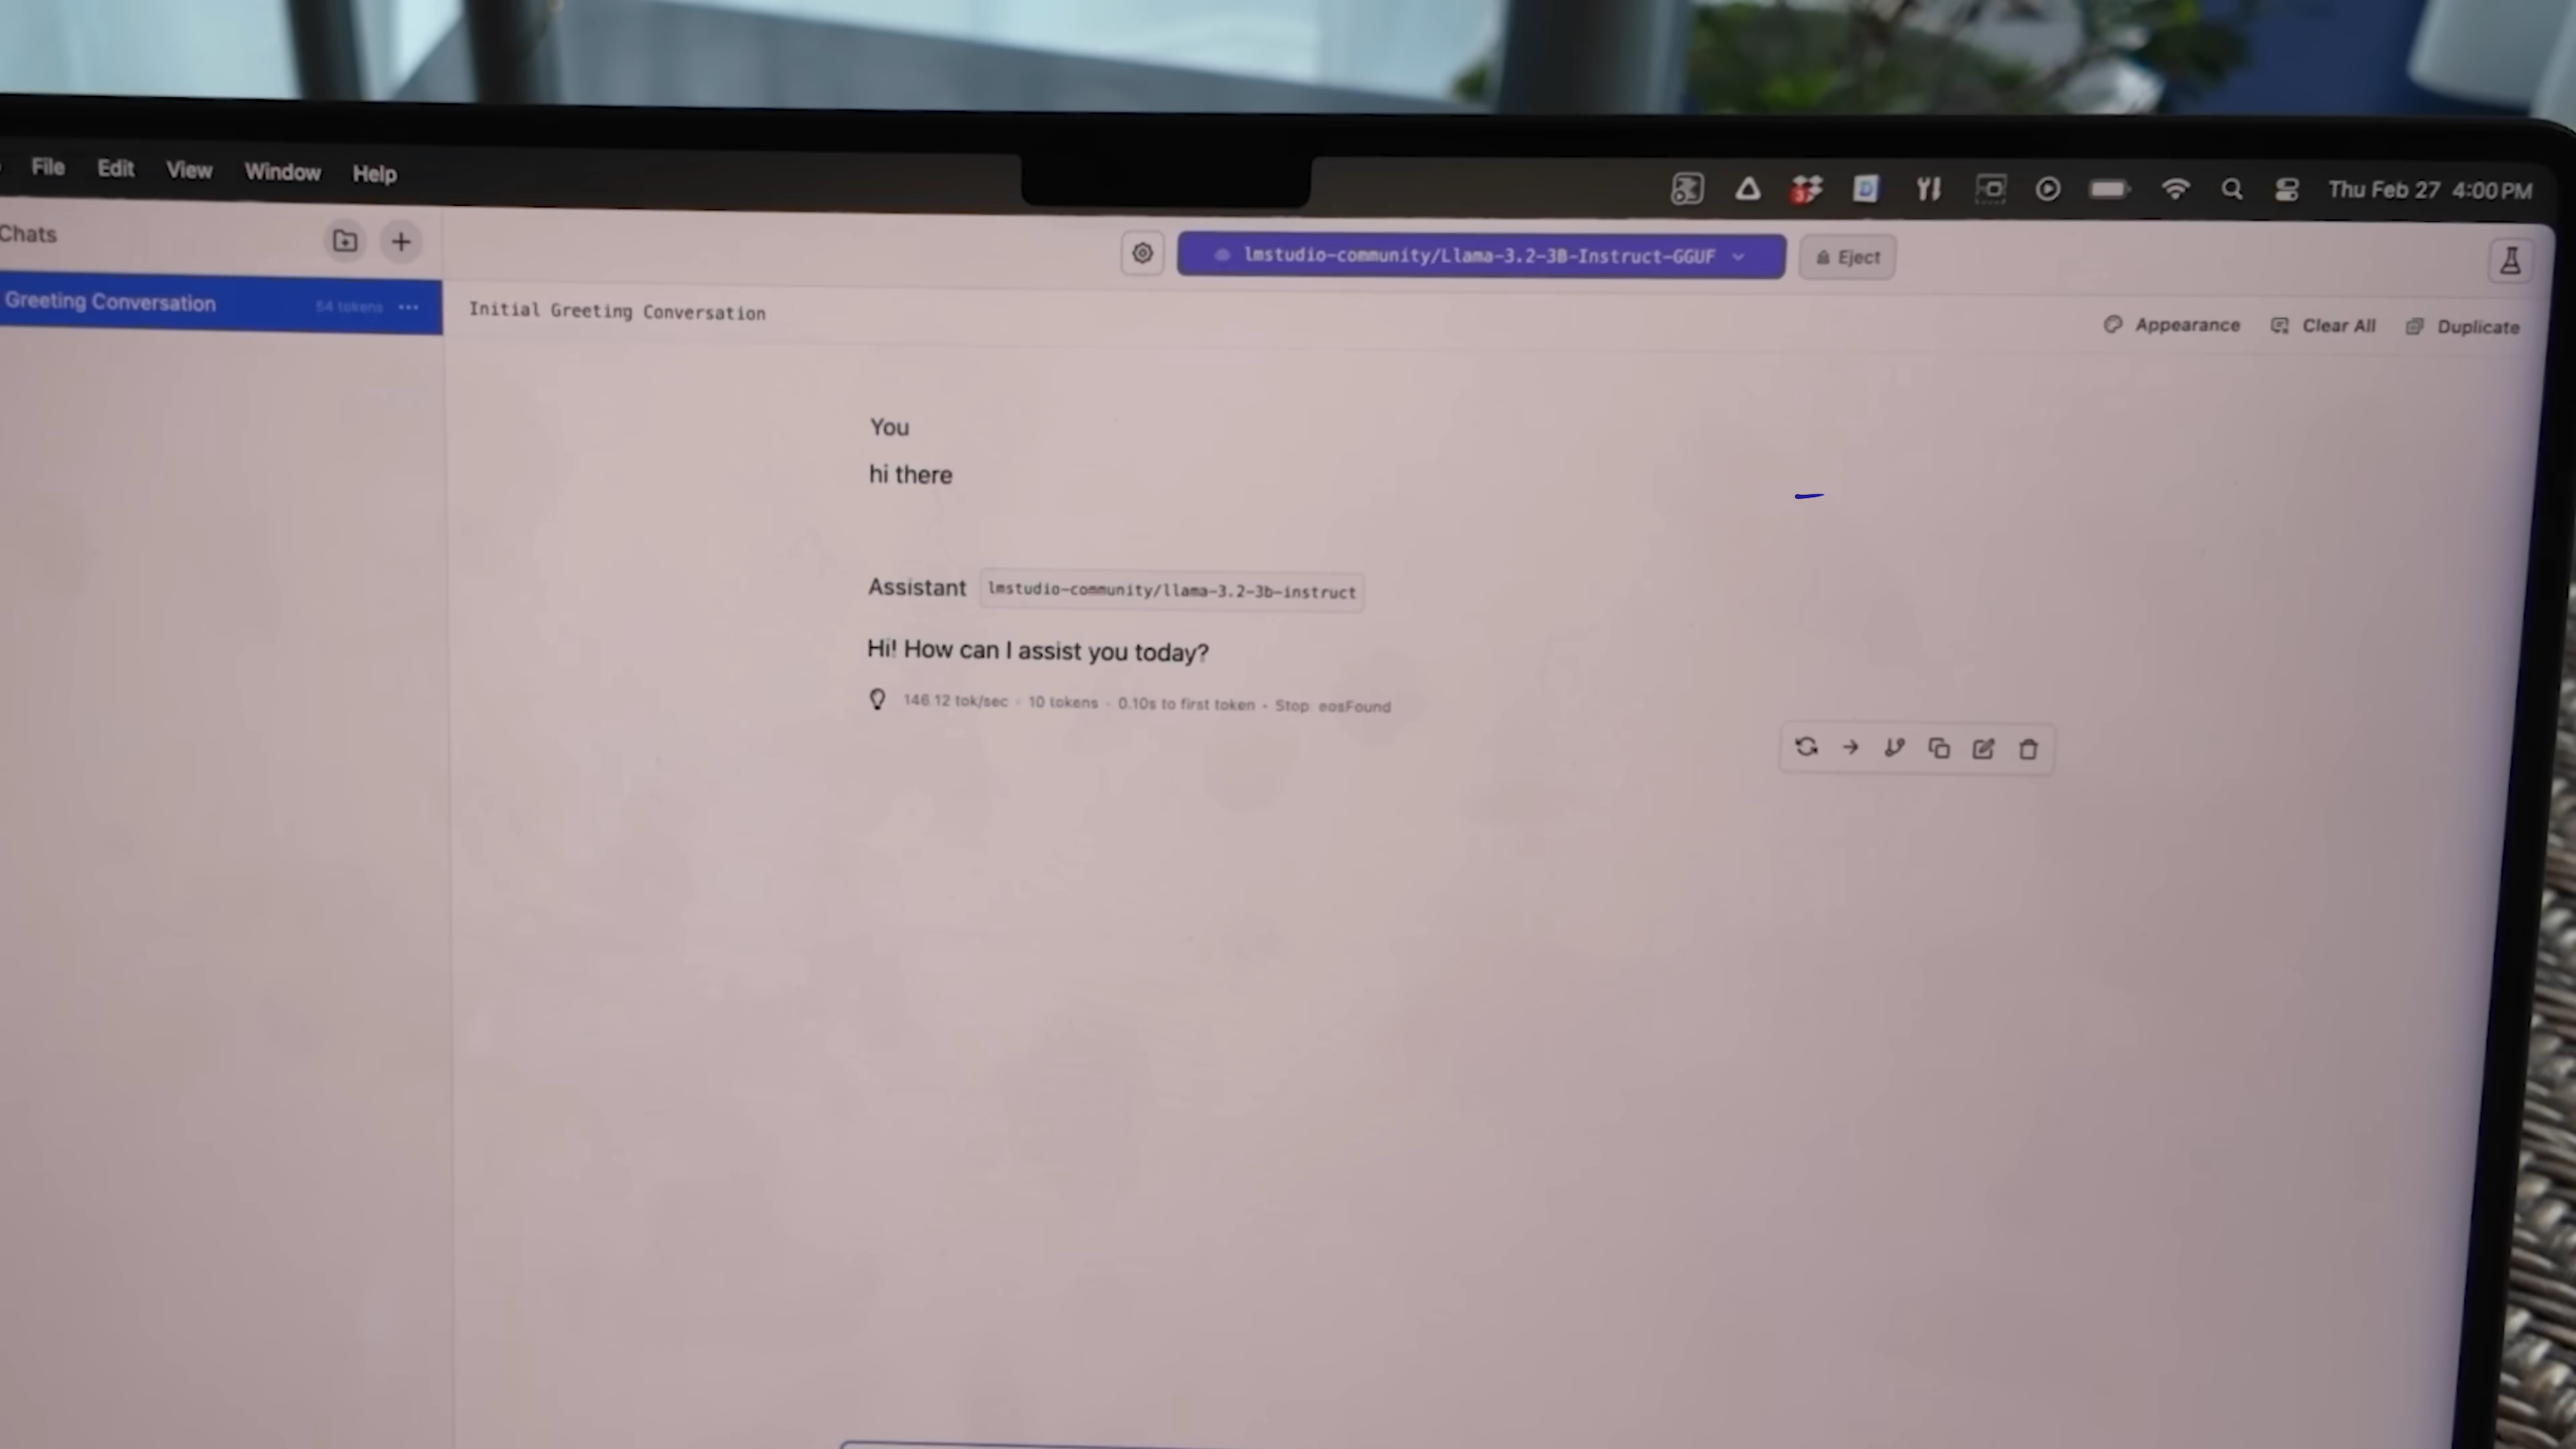 File Edit View Window Help
Thu Feb 27 4:00 PM
Chats
lmstudio-community/Llama-3.2-3B-Instruct-GGUF
Eject
Greeting Conversation 54 tokens
Initial Greeting Conversation
Appearance Clear All Duplicate
You
hi there
Assistant lmstudio-community/llama-3.2-3b-instruct
Hi! How can I assist you today?
146.12 tok/sec · 10 tokens · 0.10s to first token · Stop: eosFound